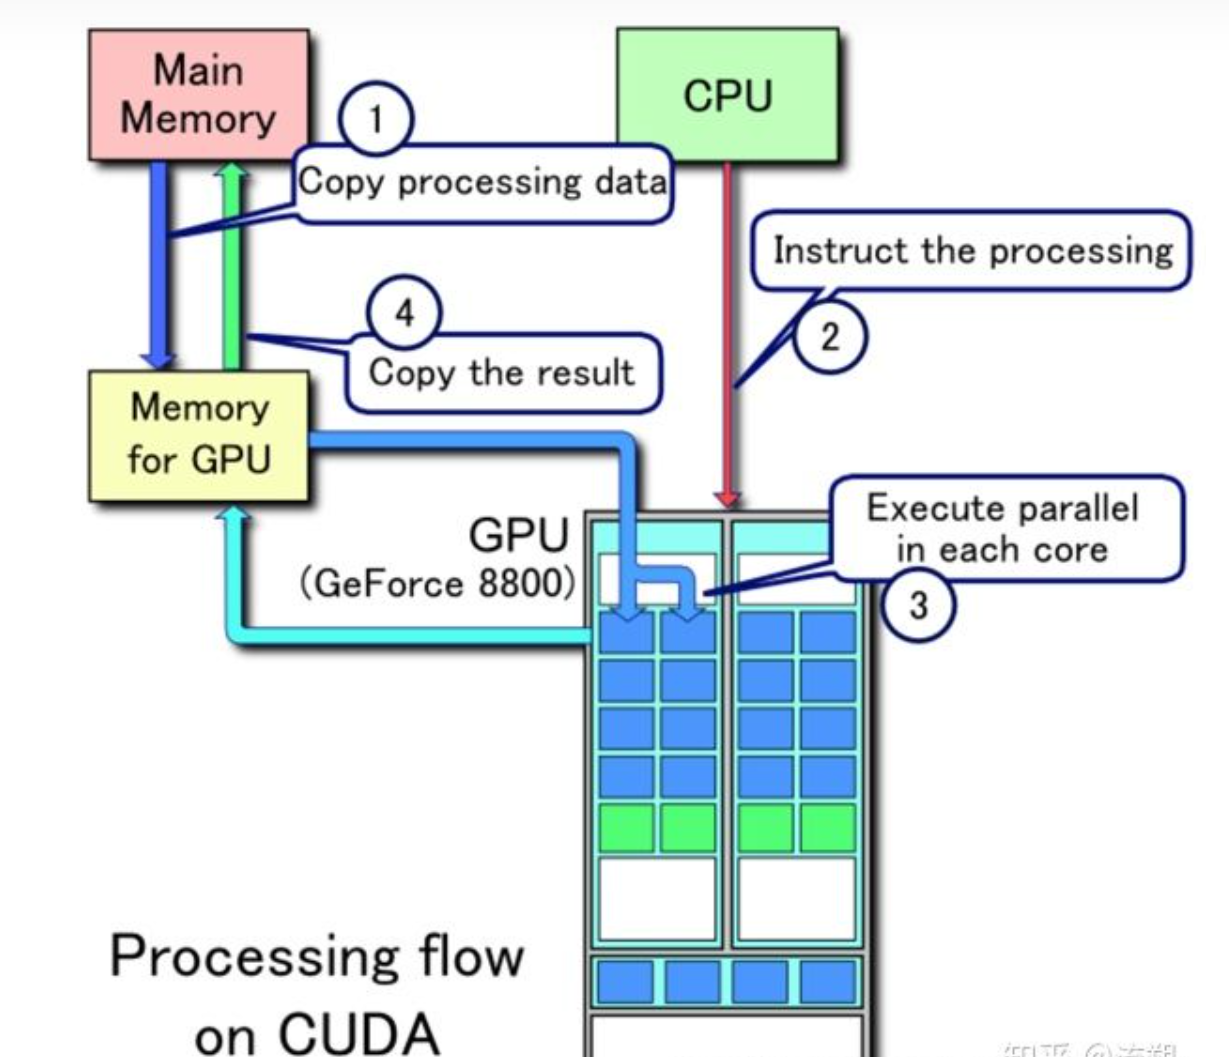 Main
Memory
CPU
1
Copy processing data
Instruct the processing
2
4
Copy the result
Memory
for GPU
GPU
(GeForce 8800)
Execute parallel
in each core
3
Processing flow
on CUDA